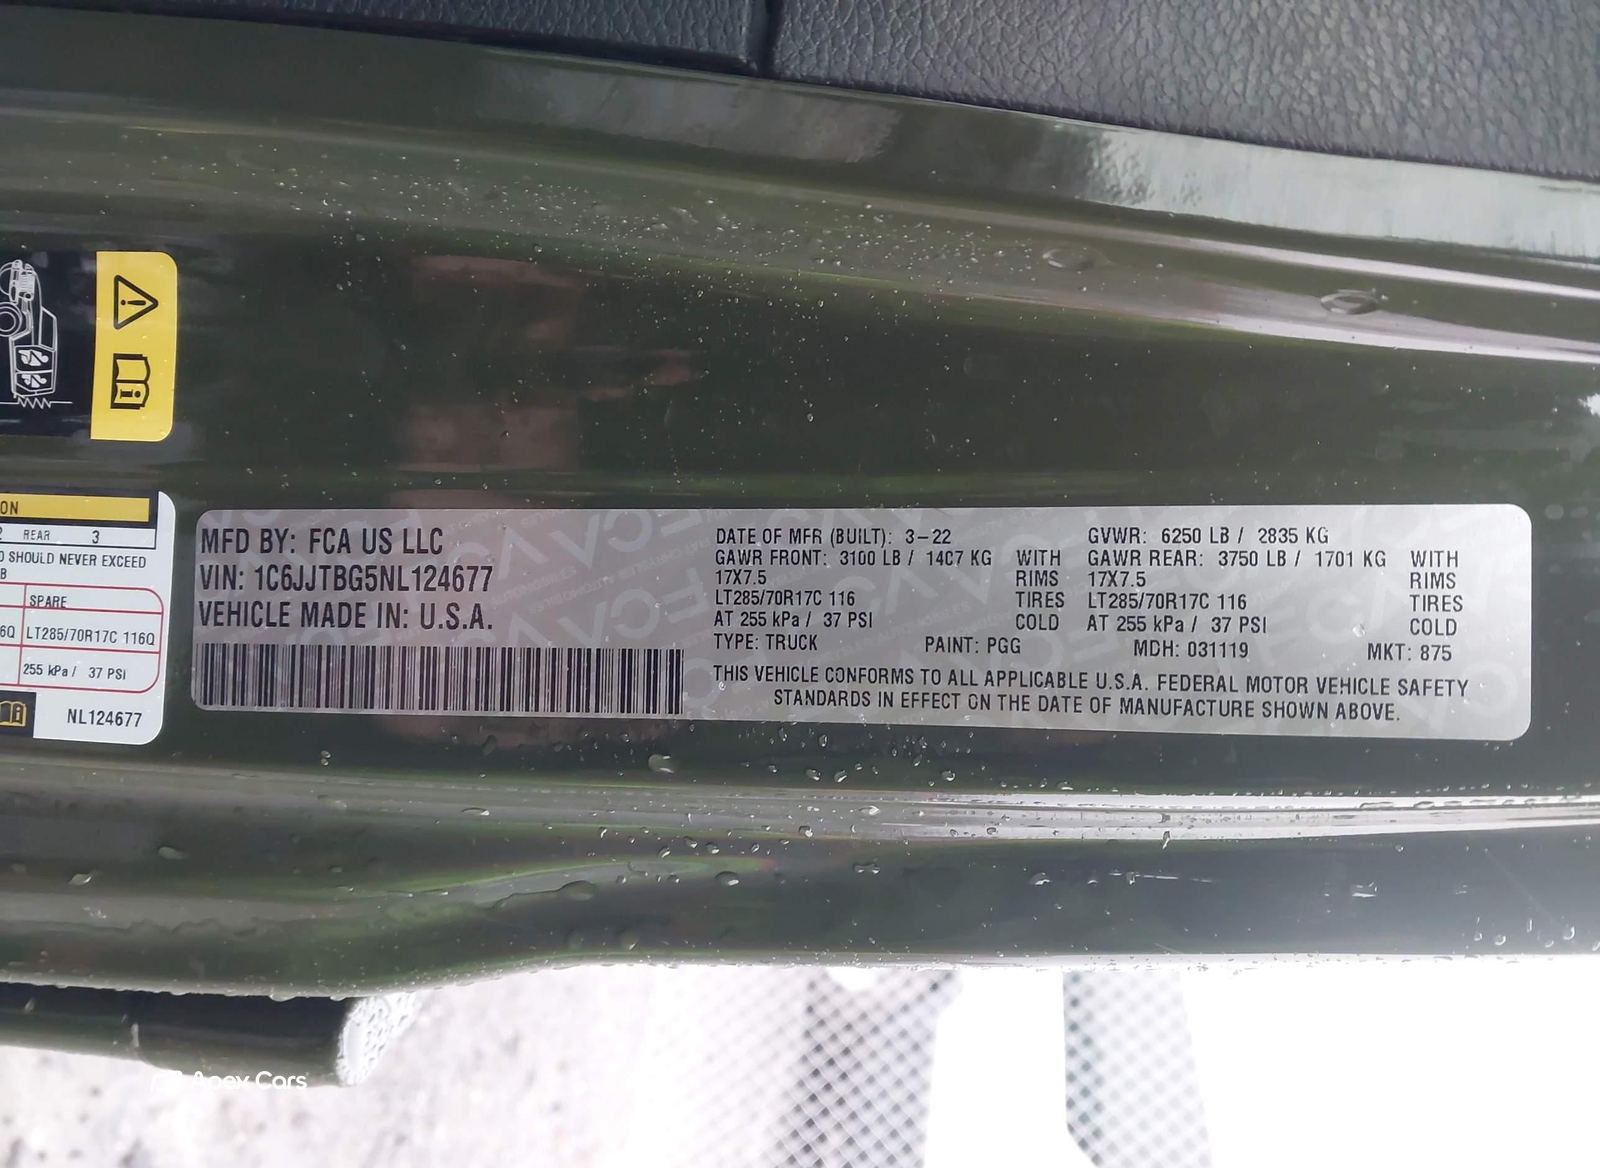 ON
2 REAR 3
D SHOULD NEVER EXCEED
B
SPARE
6Q LT285/70R17C 116Q
255 kPa / 37 PSI
NL124677
MFD BY: FCA US LLC
VIN: 1C6JJTBG5NL124677
VEHICLE MADE IN: U.S.A.
DATE OF MFR (BUILT): 3-22 GVWR: 6250 LB / 2835 KG
GAWR FRONT: 3100 LB / 1407 KG WITH GAWR REAR: 3750 LB / 1701 KG WITH
17X7.5 RIMS 17X7.5 RIMS
LT285/70R17C 116 TIRES LT285/70R17C 116 TIRES
AT 255 kPa / 37 PSI COLD AT 255 kPa / 37 PSI COLD
TYPE: TRUCK PAINT: PGG MDH: 031119 MKT: 875
THIS VEHICLE CONFORMS TO ALL APPLICABLE U.S.A. FEDERAL MOTOR VEHICLE SAFETY
STANDARDS IN EFFECT ON THE DATE OF MANUFACTURE SHOWN ABOVE.
Apex Cars